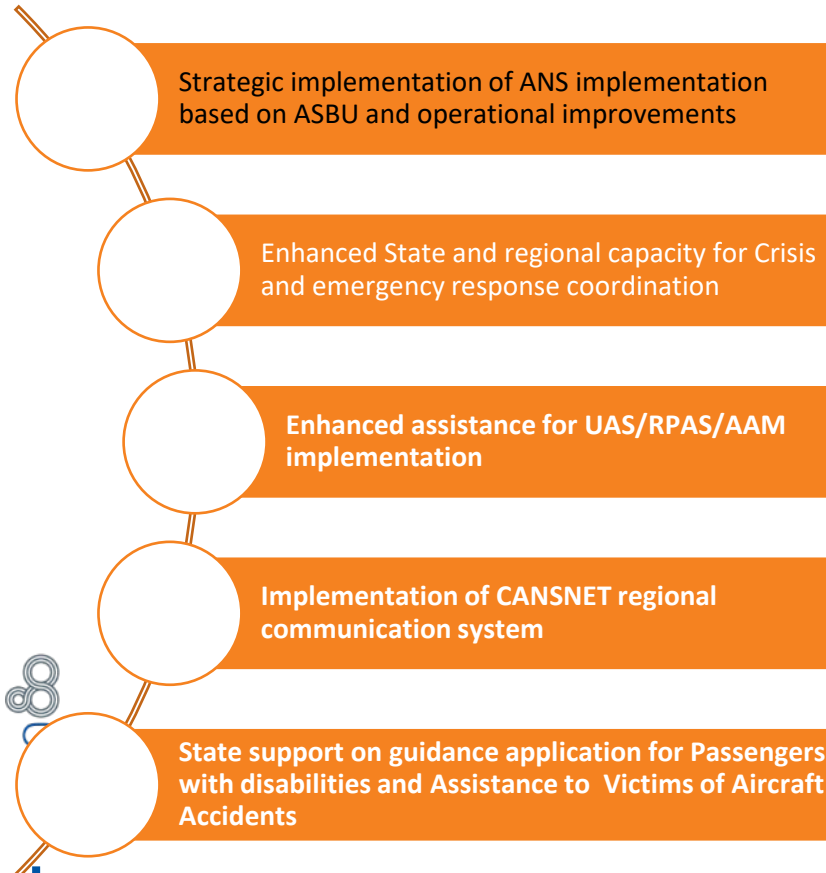 Strategic implementation of ANS implementation
based on ASBU and operational improvements
Enhanced State and regional capacity for Crisis
and emergency response coordination
Enhanced assistance for UAS/RPAS/AAM
implementation
Implementation of CANSNET regional
communication system
State support on guidance application for Passengers
with disabilities and Assistance to  Victims of Aircraft
Accidents